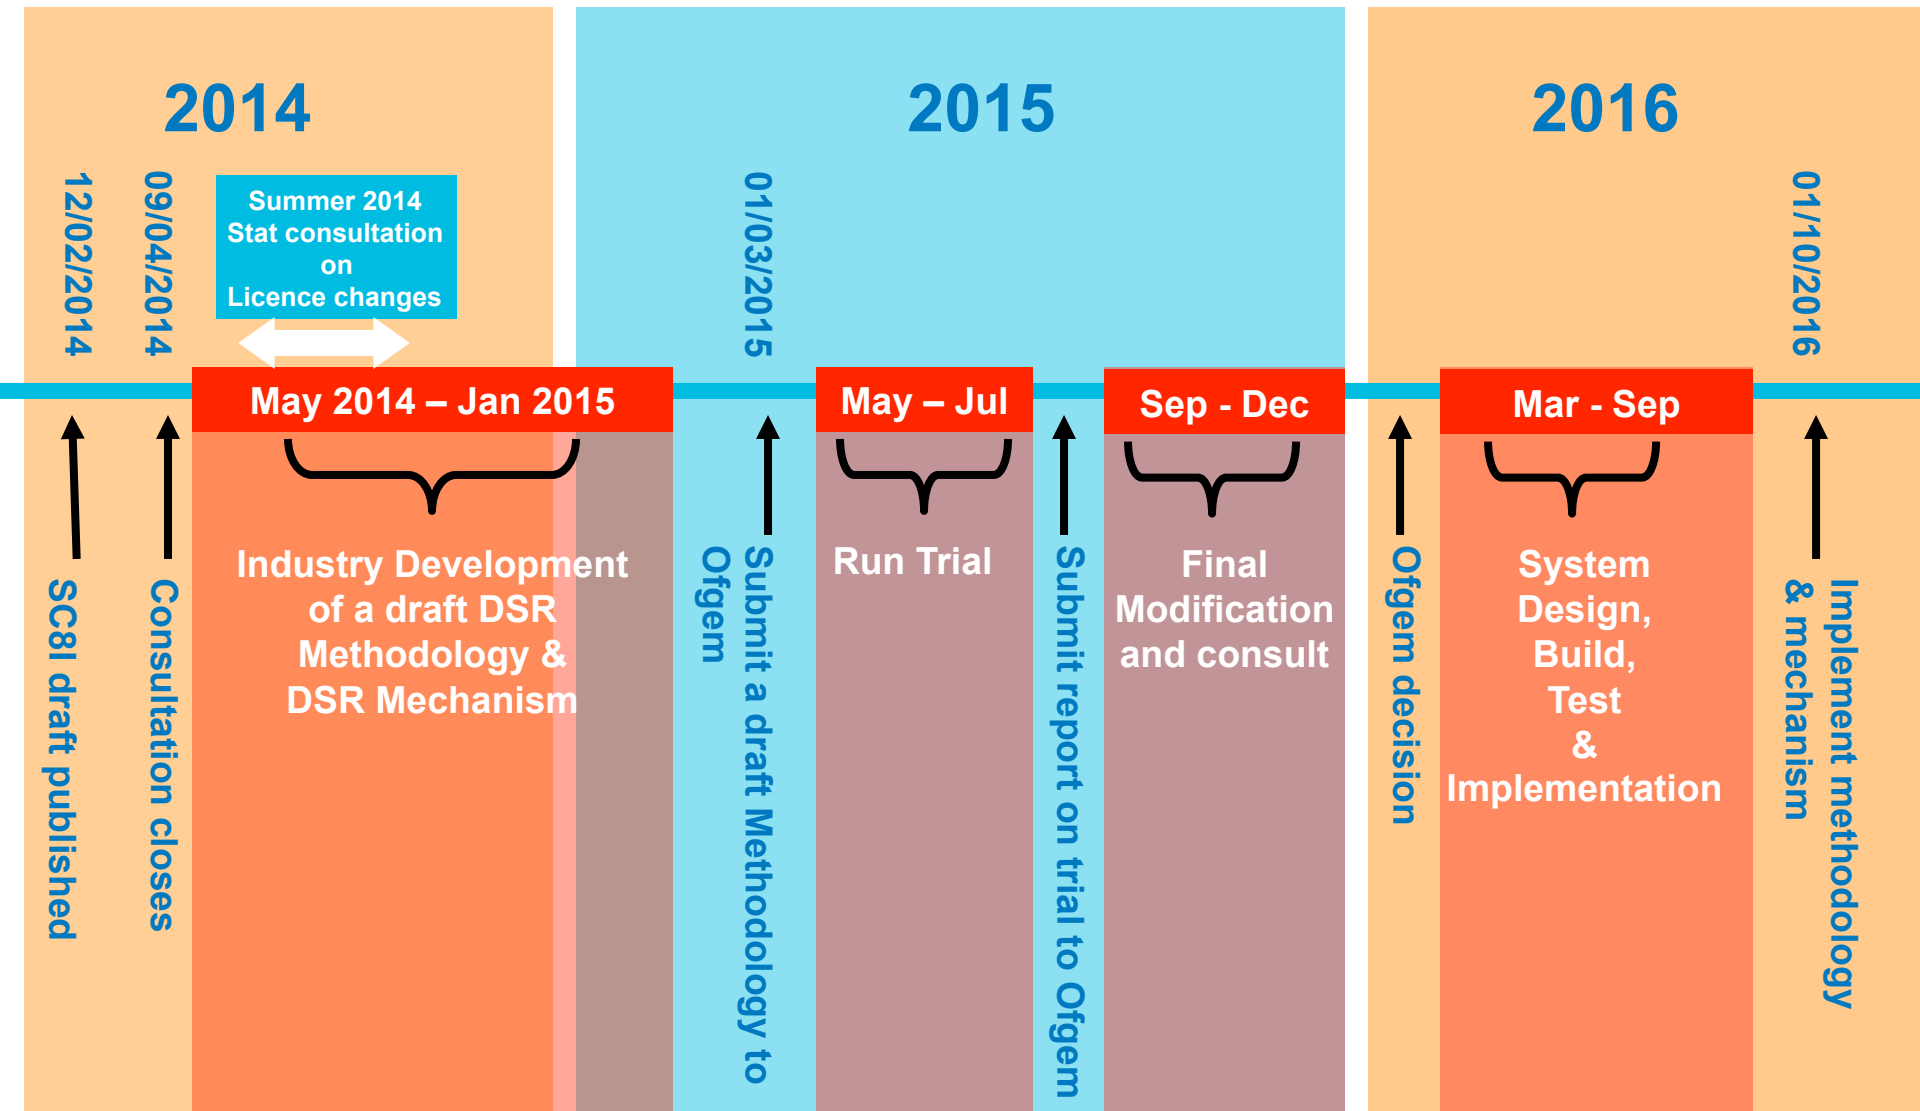 2014
2015
2016
12/02/2014
09/04/2014
Summer 2014
Stat consultation
on
Licence changes
01/03/2015
01/10/2016
May 2014 – Jan 2015
May – Jul
Sep - Dec
Mar - Sep
SC8I draft published
Consultation closes
Industry Development
of a draft DSR
Methodology &
DSR Mechanism
Submit a draft Methodology to
Ofgem
Run Trial
Submit report on trial to Ofgem
Final
Modification
and consult
Ofgem decision
System
Design,
Build,
Test
&
Implementation
Implement methodology
& mechanism